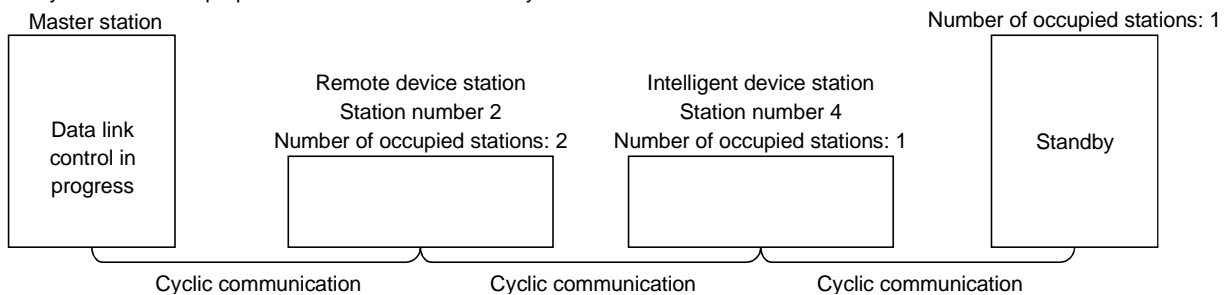 Master station
Number of occupied stations: 1
Remote device station
Station number 2
Number of occupied stations: 2
Intelligent device station
Station number 4
Number of occupied stations: 1
Data link
control in
progress
Standby
Cyclic communication
Cyclic communication
Cyclic communication